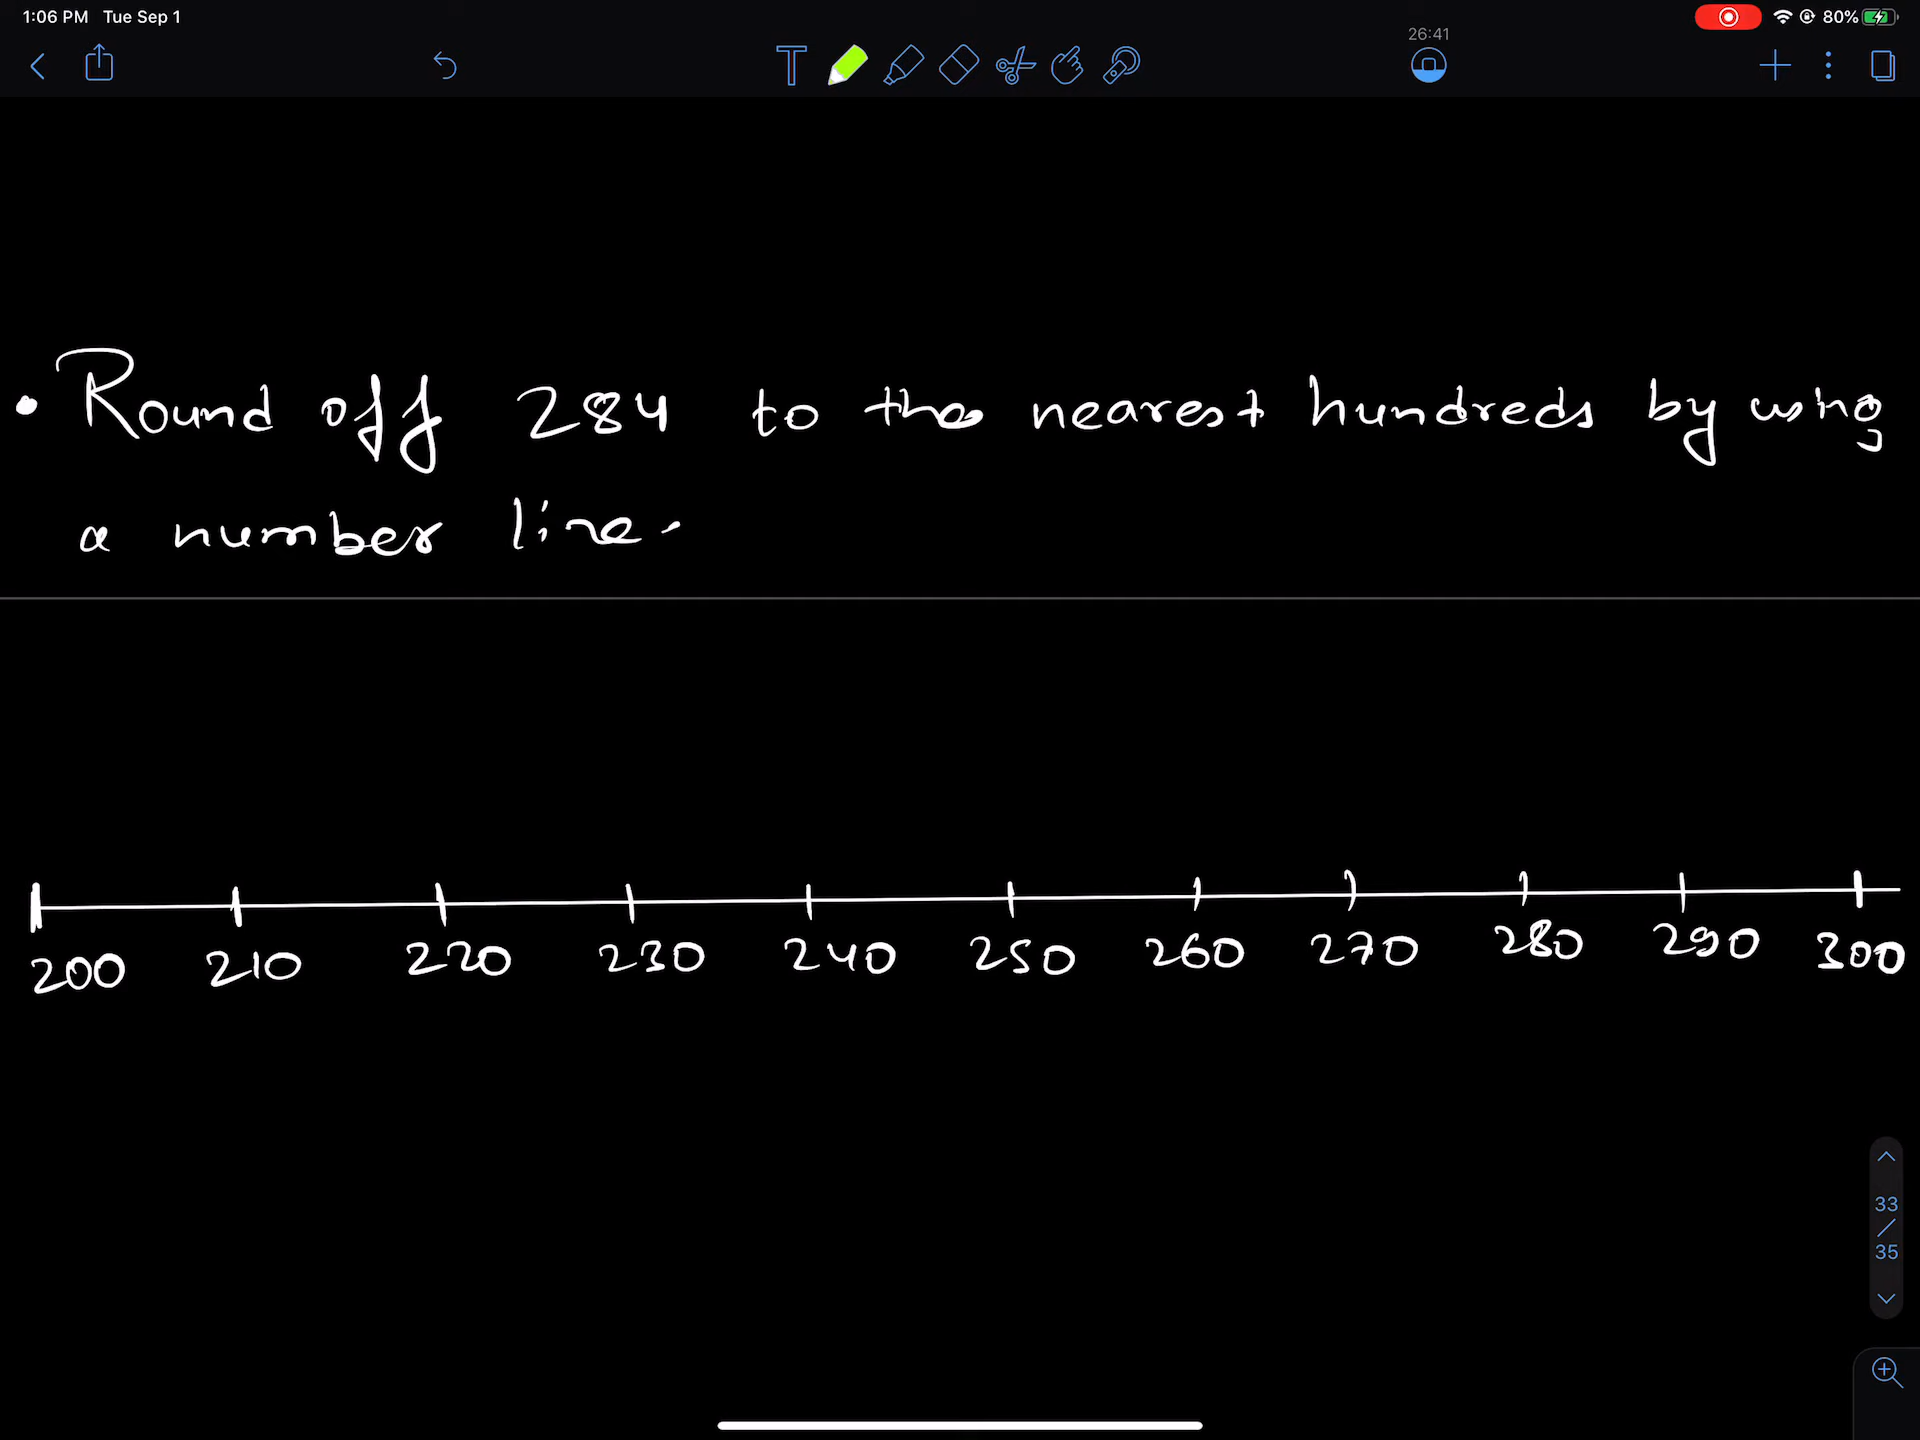 1:06 PM Tue Sep 1
80%
26:41
T
• Round off 284 to the nearest hundreds by using
a number line.
200 210 220 230 240 250 260 270 280 290 300
33
/
35